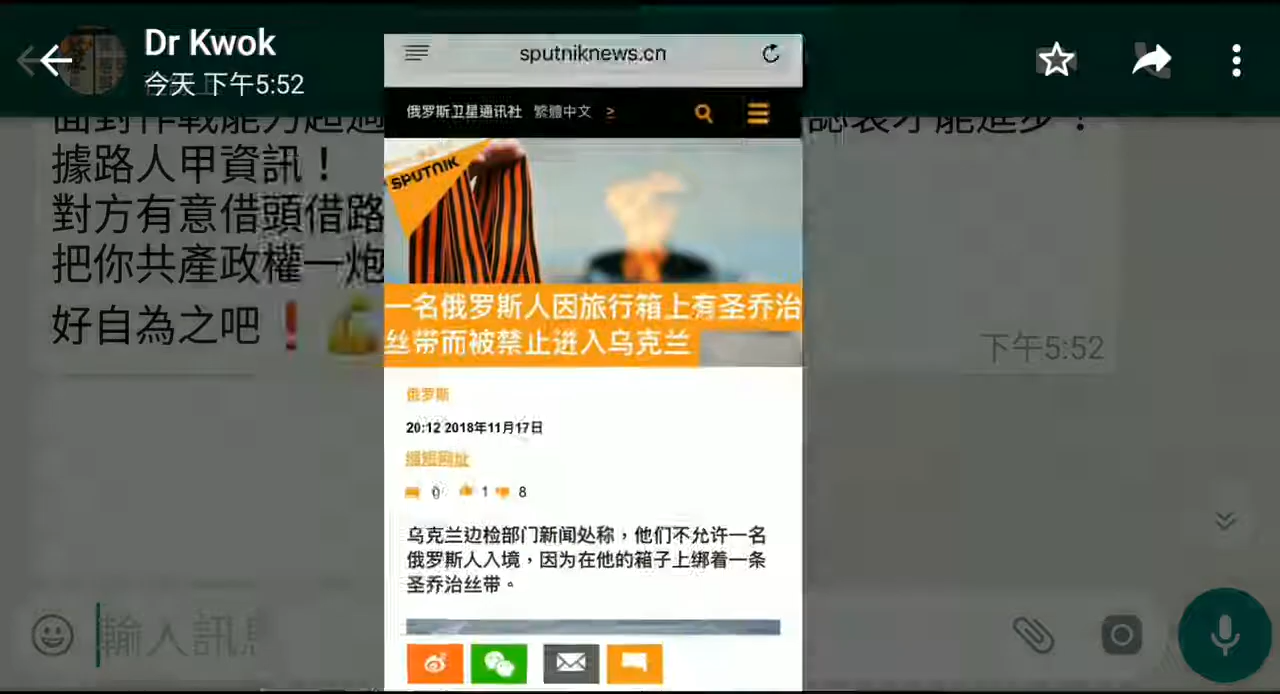 Dr Kwok
今天 下午5:52
sputniknews.cn
俄罗斯卫星通讯社 繁體中文 >
據路人甲資訊！
SPUTNIK
對方有意借頭借路
把你共產政權一炮
一名俄罗斯人因旅行箱上有圣乔治
好自為之吧❗
丝带而被禁止进入乌克兰
下午5:52
俄罗斯
20:12 2018年11月17日
缩短网址
0 1 8
乌克兰边检部门新闻处称，他们不允许一名
俄罗斯人入境，因为在他的箱子上绑着一条
圣乔治丝带。
輸入訊息